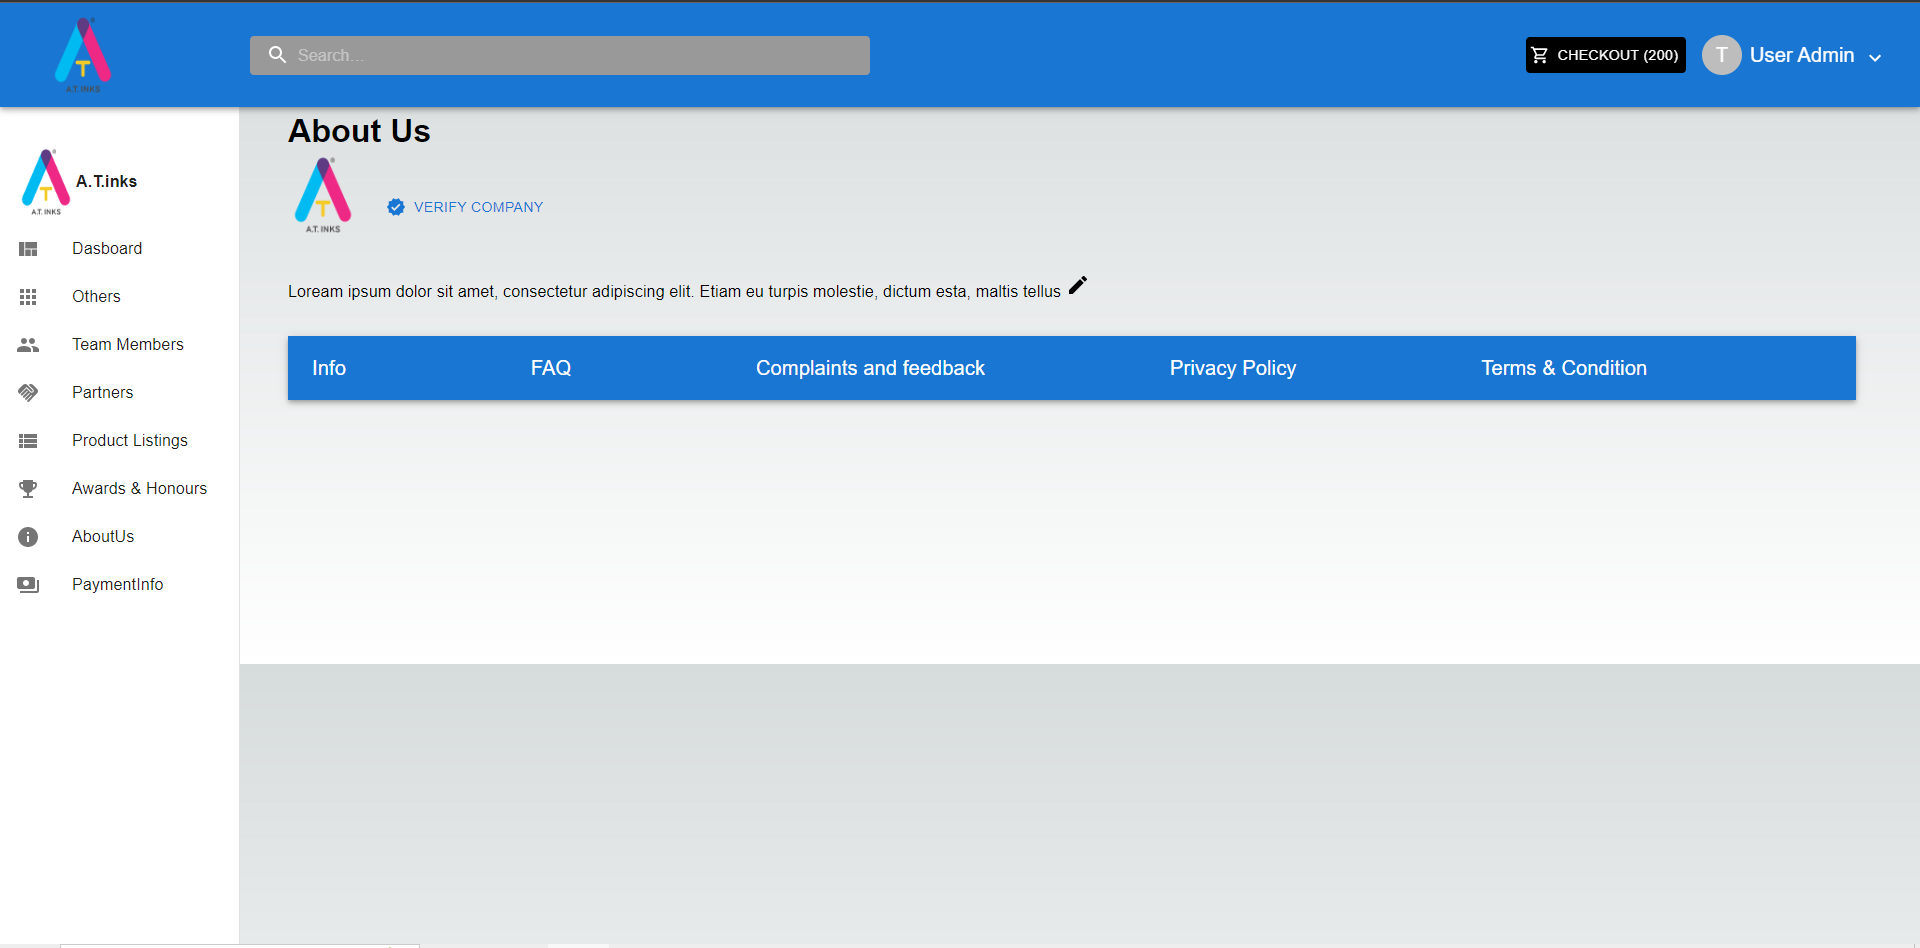 A.T. INKS
Search...
CHECKOUT (200)
T
User Admin
A.T. INKS
A.T.inks
Dasboard
Others
Team Members
Partners
Product Listings
Awards & Honours
AboutUs
PaymentInfo
About Us
A.T. INKS
VERIFY COMPANY
Loream ipsum dolor sit amet, consectetur adipiscing elit. Etiam eu turpis molestie, dictum esta, maltis tellus
Info FAQ Complaints and feedback Privacy Policy Terms & Condition